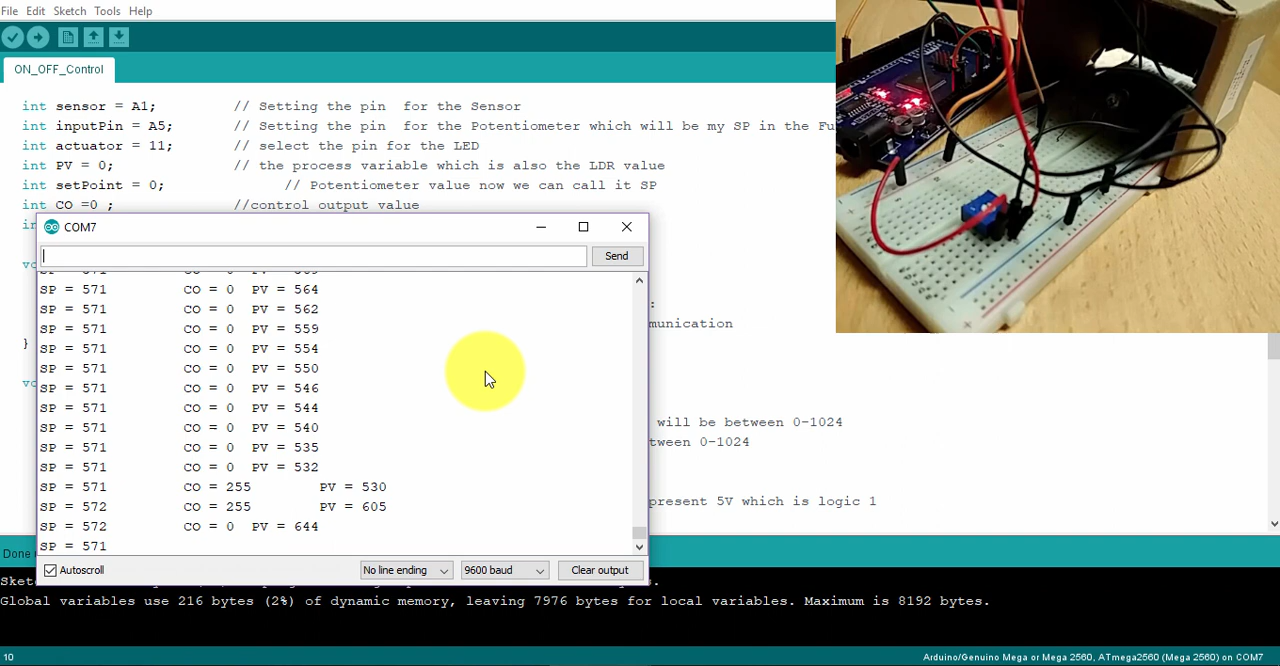 File Edit Sketch Tools Help
ON_OFF_Control
int sensor = A1; // Setting the pin for the Sensor
int inputPin = A5; // Setting the pin for the Potentiometer which will be my SP in the Fu
actuator = 11; // select the pin for the LED
int PV = 0; // the process variable which is also the LDR value
int setPoint = 0; // Potentiometer value now we can call it SP
int CO =0 ; //control output value
COM7
Send
SP = 571 CO = 0 PV = 564
SP = 571 CO = 0 PV = 562
SP = 571 CO = 0 PV = 559
SP = 571 CO = 0 PV = 554
SP = 571 CO = 0 PV = 550
SP = 571 CO = 0 PV = 546
SP = 571 CO = 0 PV = 544
SP = 571 CO = 0 PV = 540
SP = 571 CO = 0 PV = 535
SP = 571 CO = 0 PV = 532
SP = 571 CO = 255 PV = 530
SP = 572 CO = 255 PV = 605
SP = 572 CO = 0 PV = 644
SP = 571
Autoscroll No line ending 9600 baud Clear output
:
munication
}
will be between 0-1024
tween 0-1024
present 5V which is logic 1
Done
Global variables use 216 bytes (2%) of dynamic memory, leaving 7976 bytes for local variables. Maximum is 8192 bytes.
10 Arduino/Genuino Mega or Mega 2560, ATmega2560 (Mega 2560) on COM7